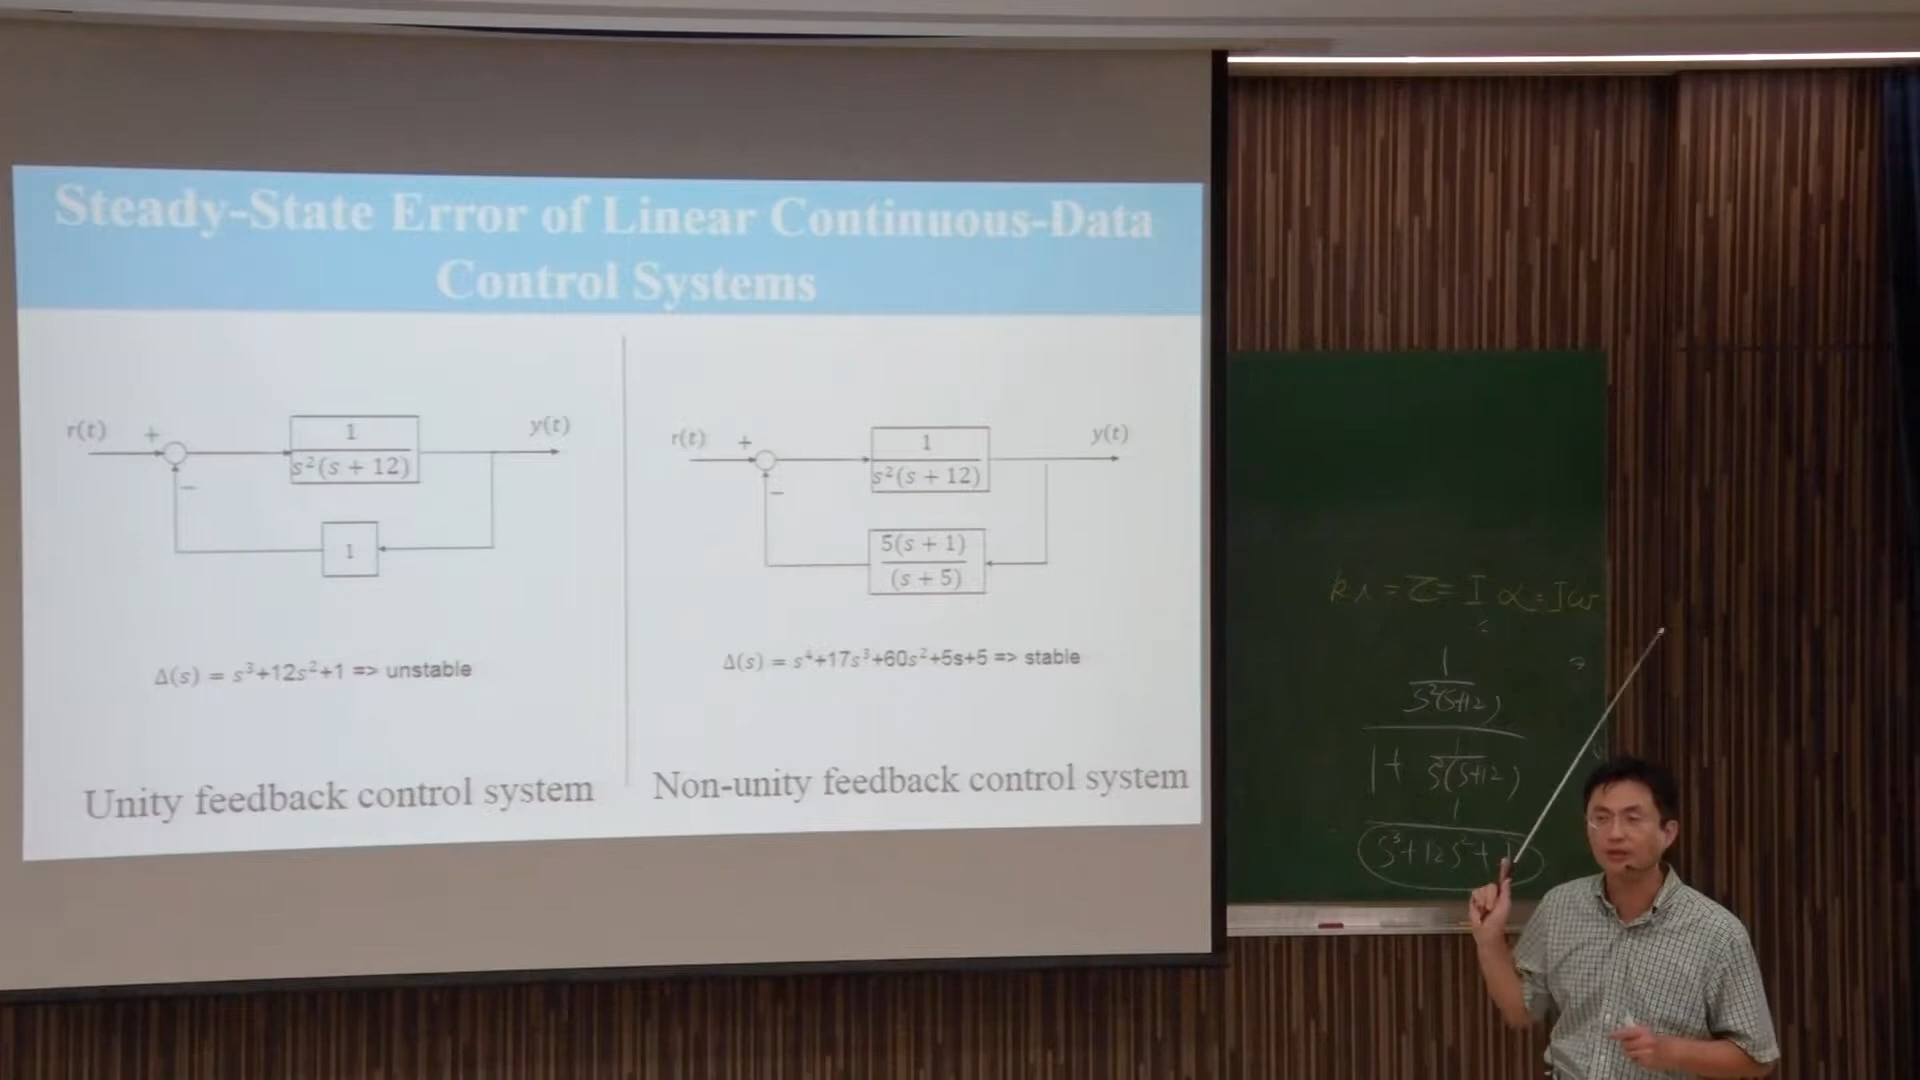 Steady-State Error of Linear Continuous-Data
Control Systems
r(t)
+
1
s²(s + 12)
y(t)
−
1
Δ(s) = s³+12s²+1 => unstable
Unity feedback control system
r(t)
+
1
s²(s + 12)
y(t)
−
5(s + 1)
(s + 5)
Δ(s) = s⁴+17s³+60s²+5s+5 => stable
Non-unity feedback control system
1
s²(s+12)
1 + 1
s²(s+12)
1
s³+12s²+1